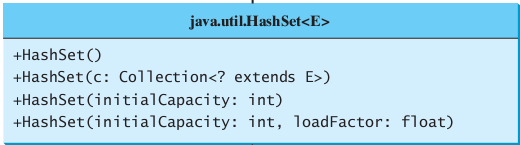 java.util.HashSet<E>
+HashSet()
+HashSet(c: Collection<? extends E>)
+HashSet(initialCapacity: int)
+HashSet(initialCapacity: int, loadFactor: float)